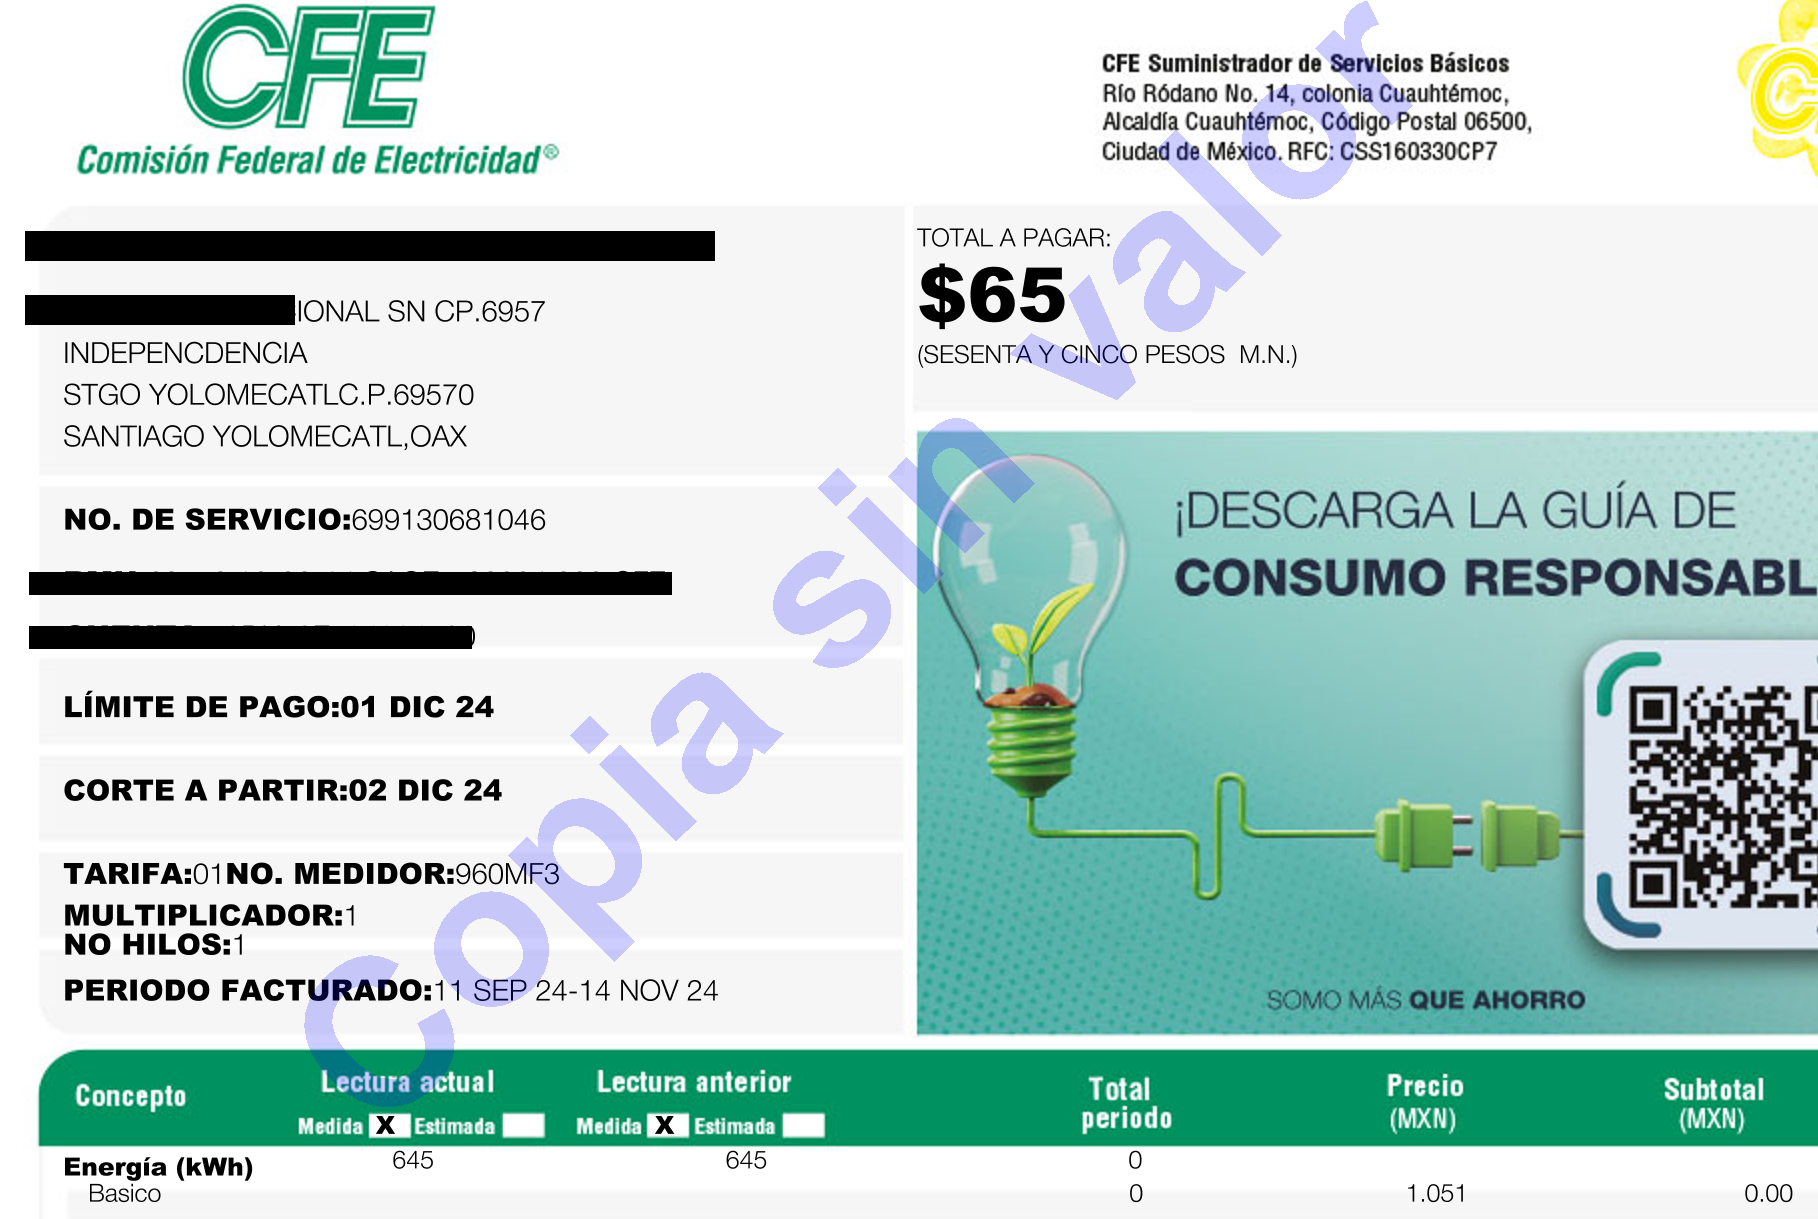 CFE
Comisión Federal de Electricidad®
CFE Suministrador de Servicios Básicos
Río Ródano No. 14, colonia Cuauhtémoc,
Alcaldía Cuauhtémoc, Código Postal 06500,
Ciudad de México. RFC: CSS160330CP7
IONAL SN CP.6957
INDEPENCDENCIA
STGO YOLOMECATLC.P.69570
SANTIAGO YOLOMECATL,OAX
TOTAL A PAGAR:
$65
(SESENTA Y CINCO PESOS M.N.)
NO. DE SERVICIO:699130681046
LÍMITE DE PAGO:01 DIC 24
CORTE A PARTIR:02 DIC 24
TARIFA:01NO. MEDIDOR:960MF3
MULTIPLICADOR:1
NO HILOS:1
PERIODO FACTURADO:11 SEP 24-14 NOV 24
¡DESCARGA LA GUÍA DE
CONSUMO RESPONSABL
SOMO MÁS QUE AHORRO
Copia sin valor
Concepto Lectura actual Lectura anterior Total periodo Precio (MXN) Subtotal (MXN)
Medida X Estimada Medida X Estimada
Energía (kWh) 645 645 0
Basico 0 1.051 0.00